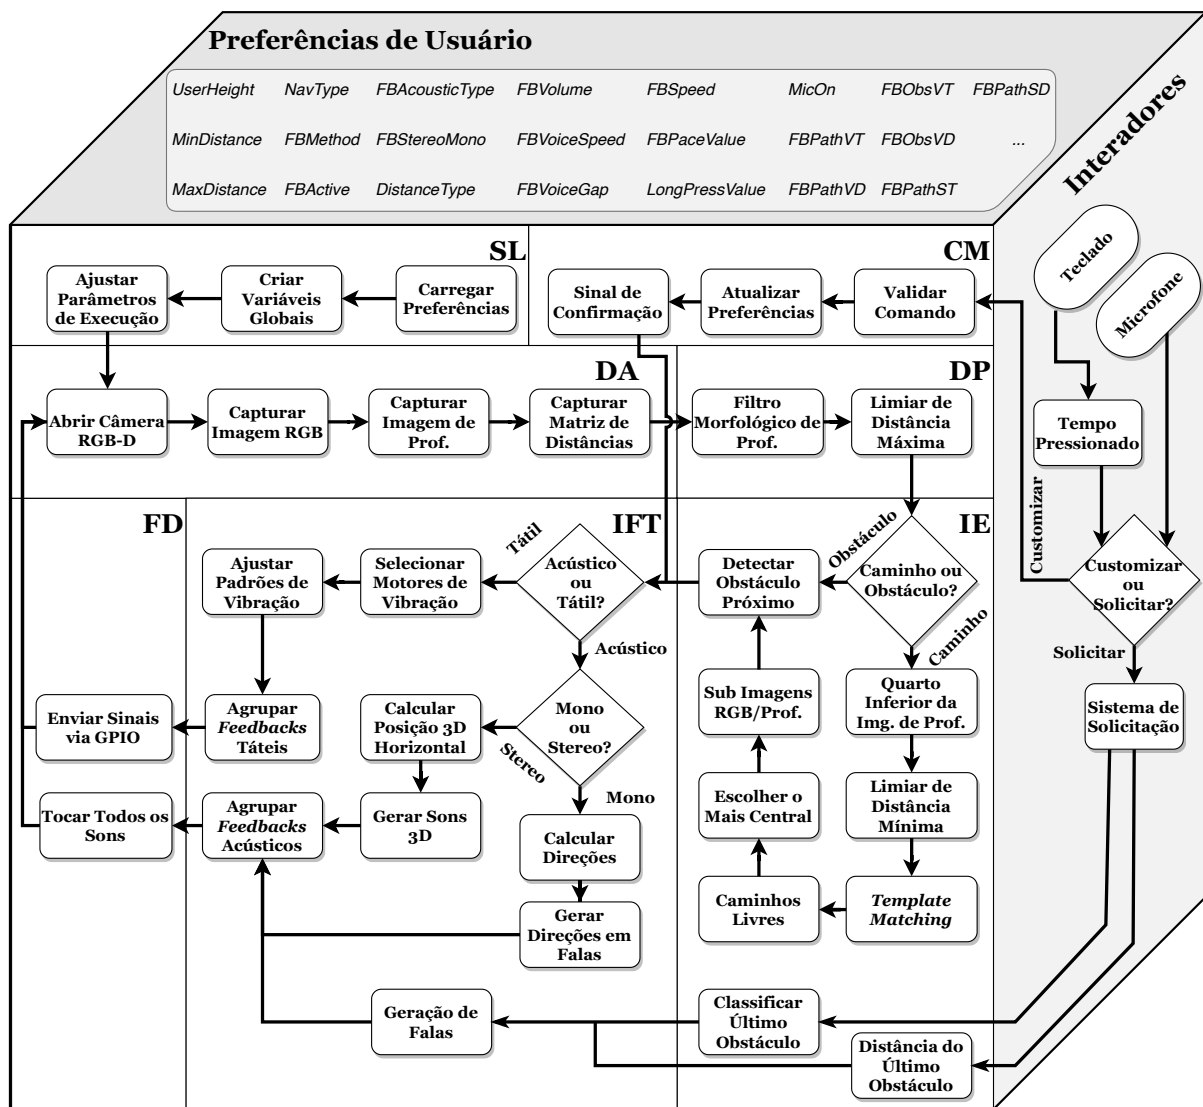 Preferências de Usuário
UserHeight NavType FBAcousticType FBVolume FBSpeed MicOn FBObsVT FBPathSD
MinDistance FBMethod FBStereoMono FBVoiceSpeed FBPaceValue FBPathVT FBObsVD ...
MaxDistance FBActive DistanceType FBVoiceGap LongPressValue FBPathVD FBPathST
Interadores
Teclado
Microfone
SL
Ajustar
Parâmetros
de Execução
Criar
Variáveis
Globais
Carregar
Preferências
CM
Sinal de
Confirmação
Atualizar
Preferências
Validar
Comando
DA
Abrir Câmera
RGB-D
Capturar
Imagem RGB
Capturar
Imagem de
Prof.
Capturar
Matriz de
Distâncias
DP
Filtro
Morfológico de
Prof.
Limiar de
Distância
Máxima
Tempo
Pressionado
Customizar
Customizar
ou
Solicitar?
Solicitar
Sistema de
Solicitação
FD
Enviar Sinais
via GPIO
Tocar Todos os
Sons
IFT
Tátil
Ajustar
Padrões de
Vibração
Selecionar
Motores de
Vibração
Acústico
ou
Tátil?
Acústico
Agrupar
Feedbacks
Táteis
Calcular
Posição 3D
Horizontal
Mono
ou
Stereo?
Stereo
Mono
Agrupar
Feedbacks
Acústicos
Gerar Sons
3D
Calcular
Direções
Gerar
Direções em
Falas
Geração de
Falas
IE
Obstáculo
Detectar
Obstáculo
Próximo
Caminho ou
Obstáculo?
Caminho
Sub Imagens
RGB/Prof.
Quarto
Inferior da
Img. de Prof.
Escolher o
Mais Central
Limiar de
Distância
Mínima
Caminhos
Livres
Template
Matching
Classificar
Último
Obstáculo
Distância do
Último
Obstáculo